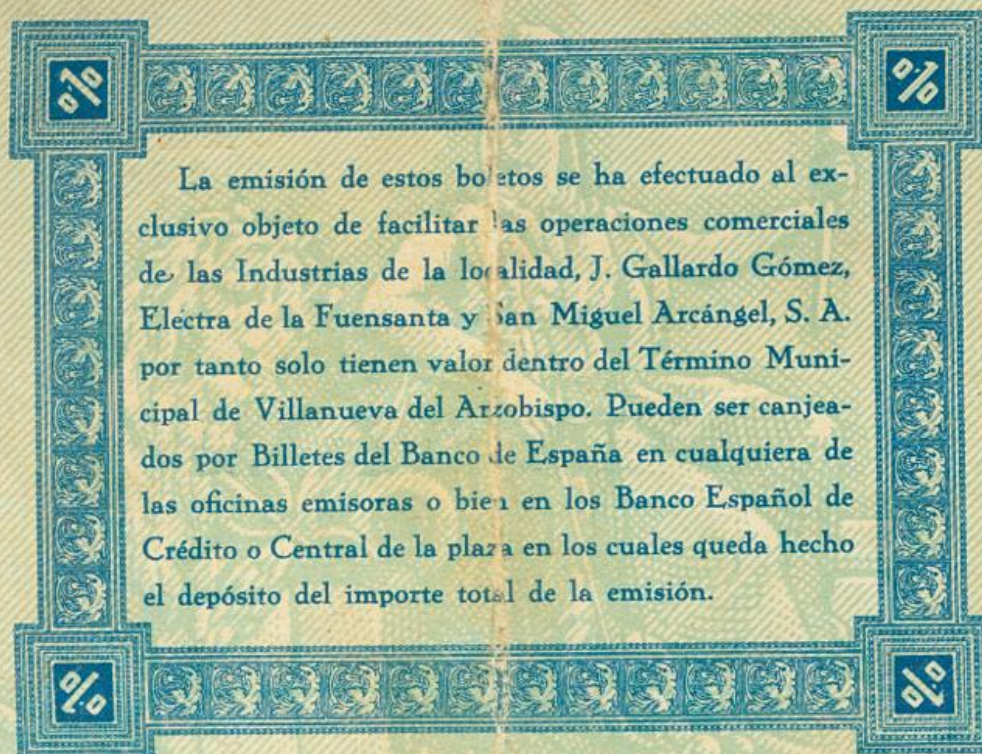 %
%
La emisión de estos boletos se ha efectuado al ex-
clusivo objeto de facilitar las operaciones comerciales
de las Industrias de la localidad, J. Gallardo Gómez,
Electra de la Fuensanta y San Miguel Arcángel, S. A.
por tanto solo tienen valor dentro del Término Muni-
cipal de Villanueva del Arzobispo. Pueden ser canjea-
dos por Billetes del Banco de España en cualquiera de
las oficinas emisoras o bien en los Banco Español de
Crédito o Central de la plaza en los cuales queda hecho
el depósito del importe total de la emisión.
%
%